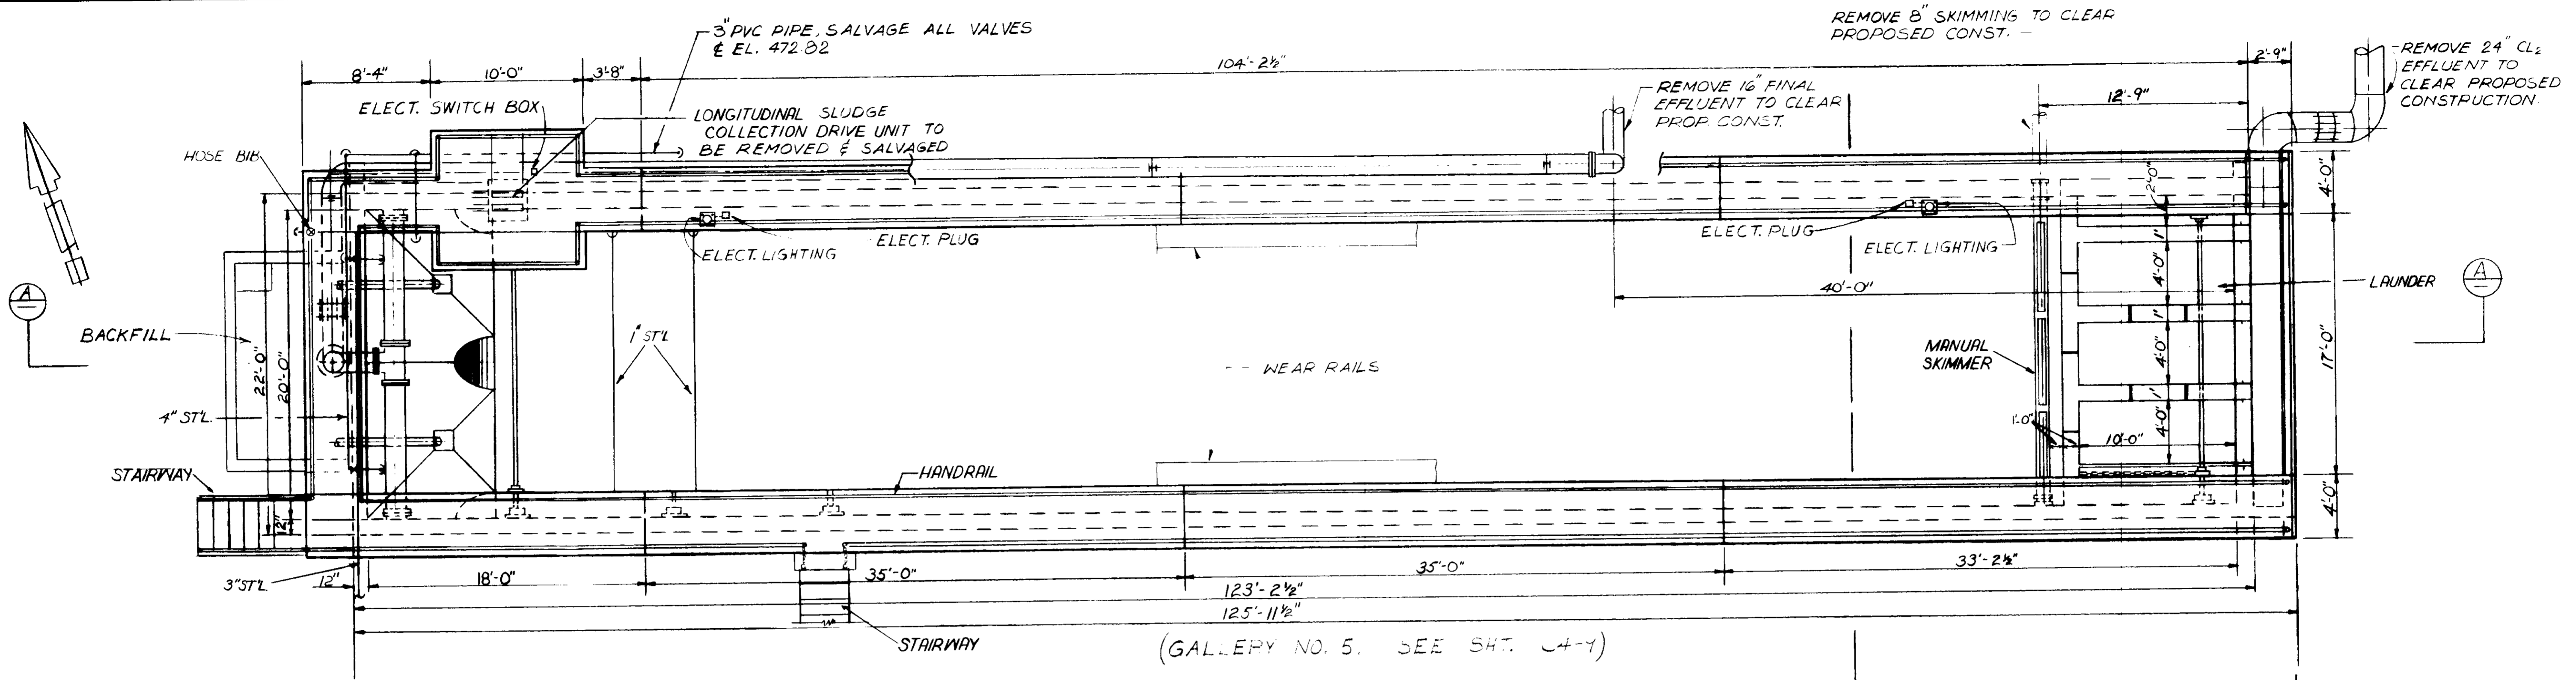 REMOVE 8" SKIMMING TO CLEAR
PROPOSED CONST. –
3" PVC PIPE, SALVAGE ALL VALVES
℄ EL. 472.82
REMOVE 24" CL₂
EFFLUENT TO
CLEAR PROPOSED
CONSTRUCTION.
8'-4"
10'-0"
3'-8"
104'-2½"
2'-9"
12'-9"
REMOVE 16" FINAL
EFFLUENT TO CLEAR
PROP. CONST.
ELECT. SWITCH BOX
LONGITUDINAL SLUDGE
COLLECTION DRIVE UNIT TO
BE REMOVED & SALVAGED
HOSE BIB
2'-0"
4'-0"
ELECT. PLUG
ELECT. LIGHTING
ELECT. PLUG
ELECT. LIGHTING
1'
4'-0"
A
40'-0"
LAUNDER
A
BACKFILL
1" ST'L
1'
22'-0"
20'-0"
WEAR RAILS
MANUAL
SKIMMER
4'-0"
17'-0"
1'
4" ST'L.
1'-0"
10'-0"
4'-0"
STAIRWAY
HANDRAIL
12"
4'-0"
3" ST'L
12"
18'-0"
35'-0"
35'-0"
33'-2½"
123'-2½"
125'-11½"
STAIRWAY
(GALLERY NO. 5. SEE SHT.